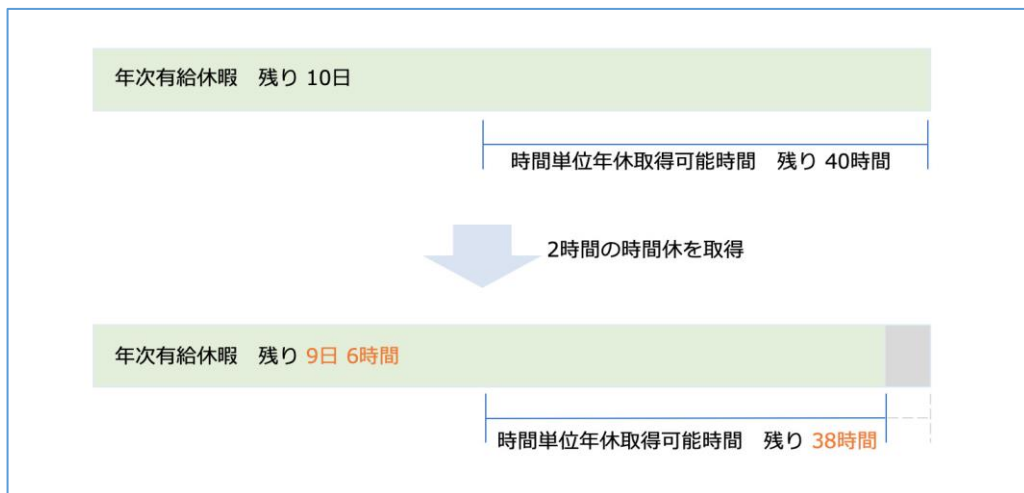 年次有給休暇　残り 10日
時間単位年休取得可能時間　残り 40時間
2時間の時間休を取得
年次有給休暇　残り 9日 6時間
時間単位年休取得可能時間　残り 38時間